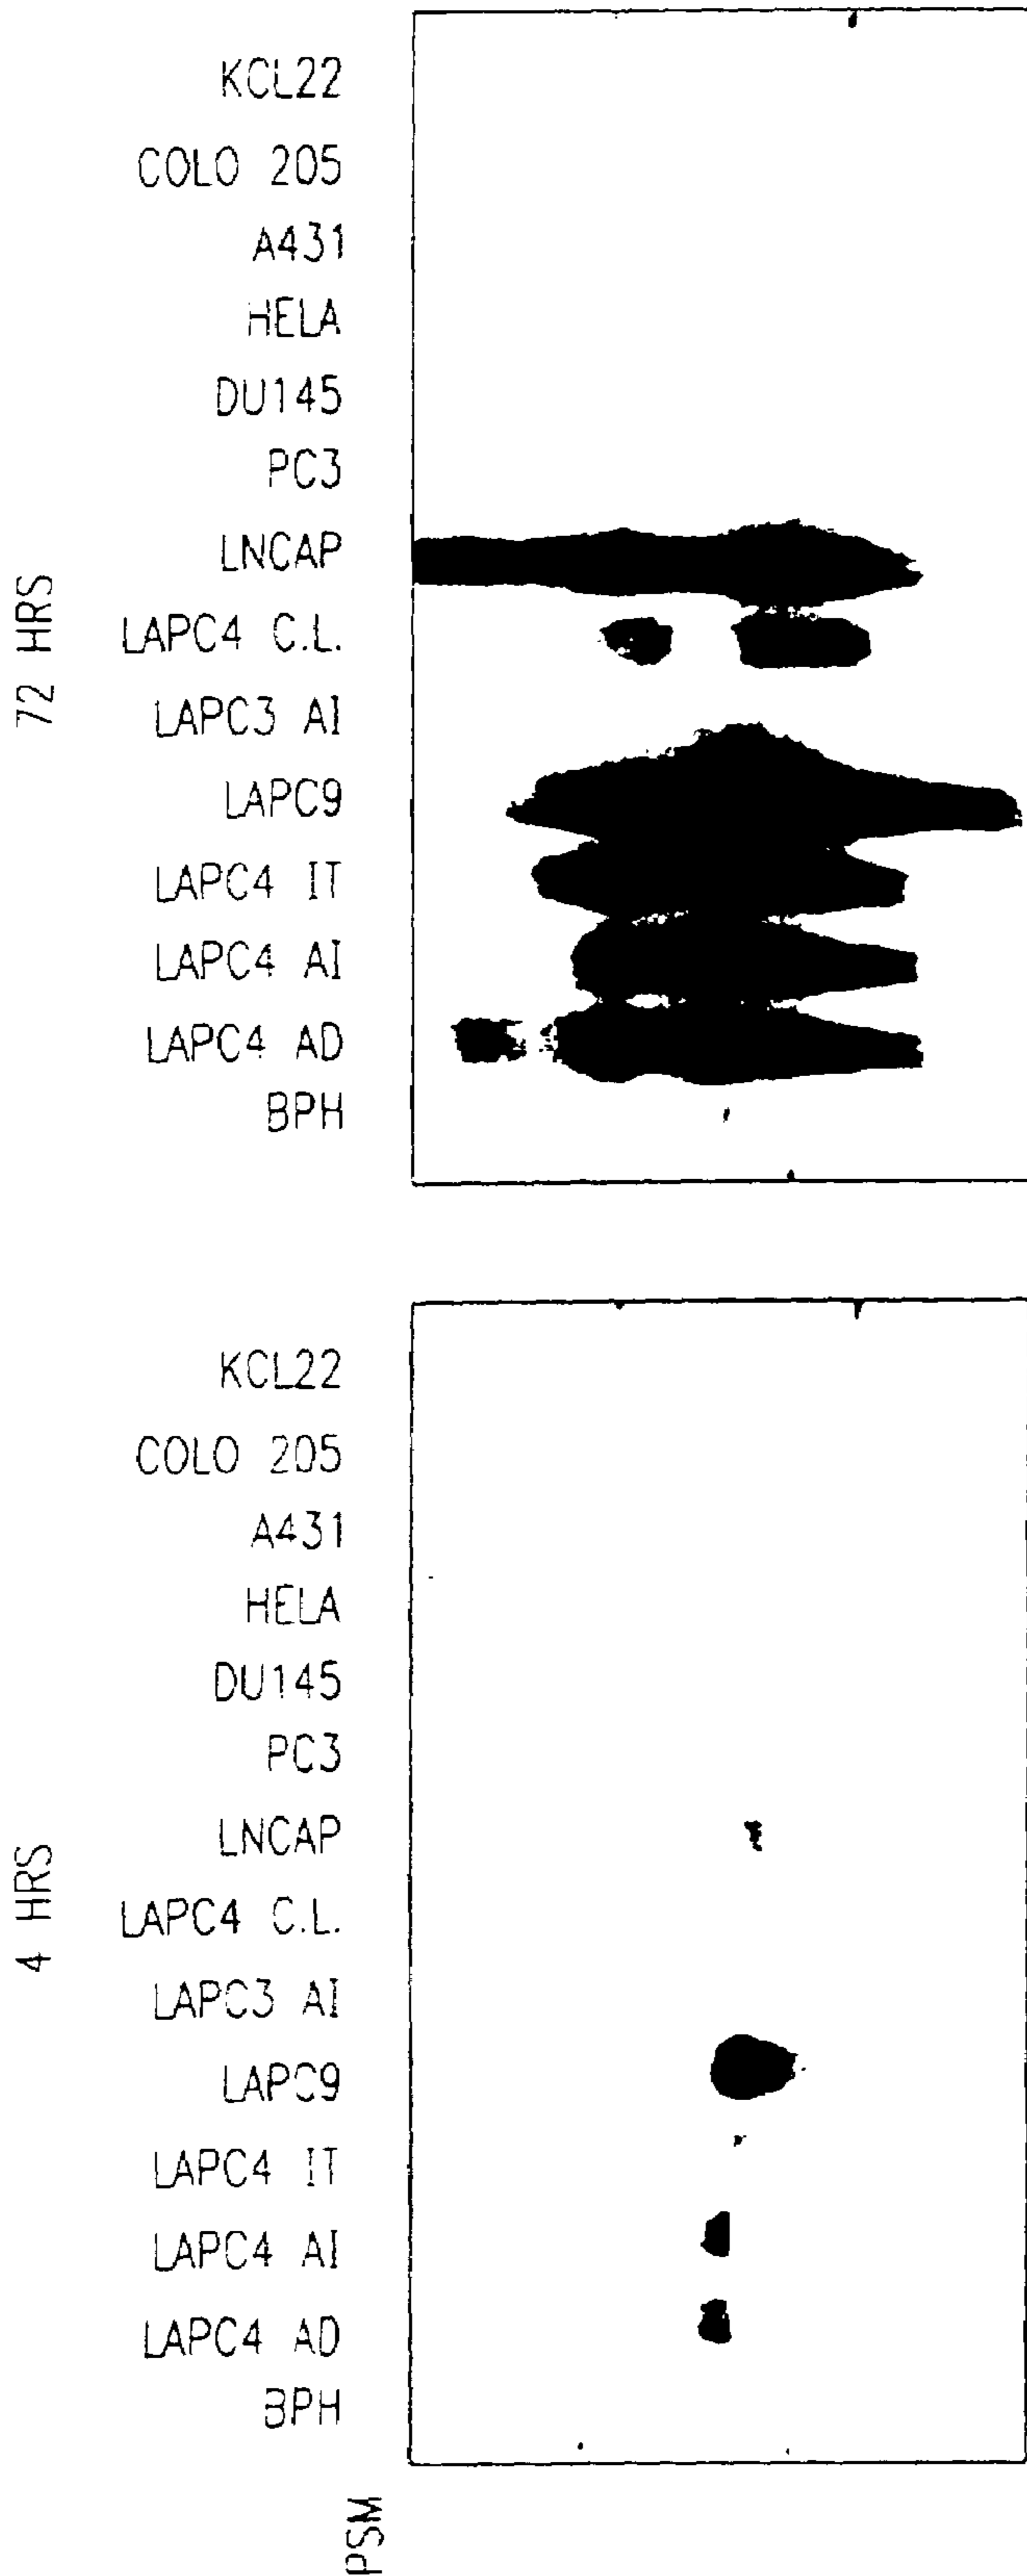 72 HRS
KCL22
COLO 205
A431
HELA
DU145
PC3
LNCAP
LAPC4 C.L.
LAPC3 AI
LAPC9
LAPC4 IT
LAPC4 AI
LAPC4 AD
BPH
4 HRS
KCL22
COLO 205
A431
HELA
DU145
PC3
LNCAP
LAPC4 C.L.
LAPC3 AI
LAPC9
LAPC4 IT
LAPC4 AI
LAPC4 AD
BPH
PSM